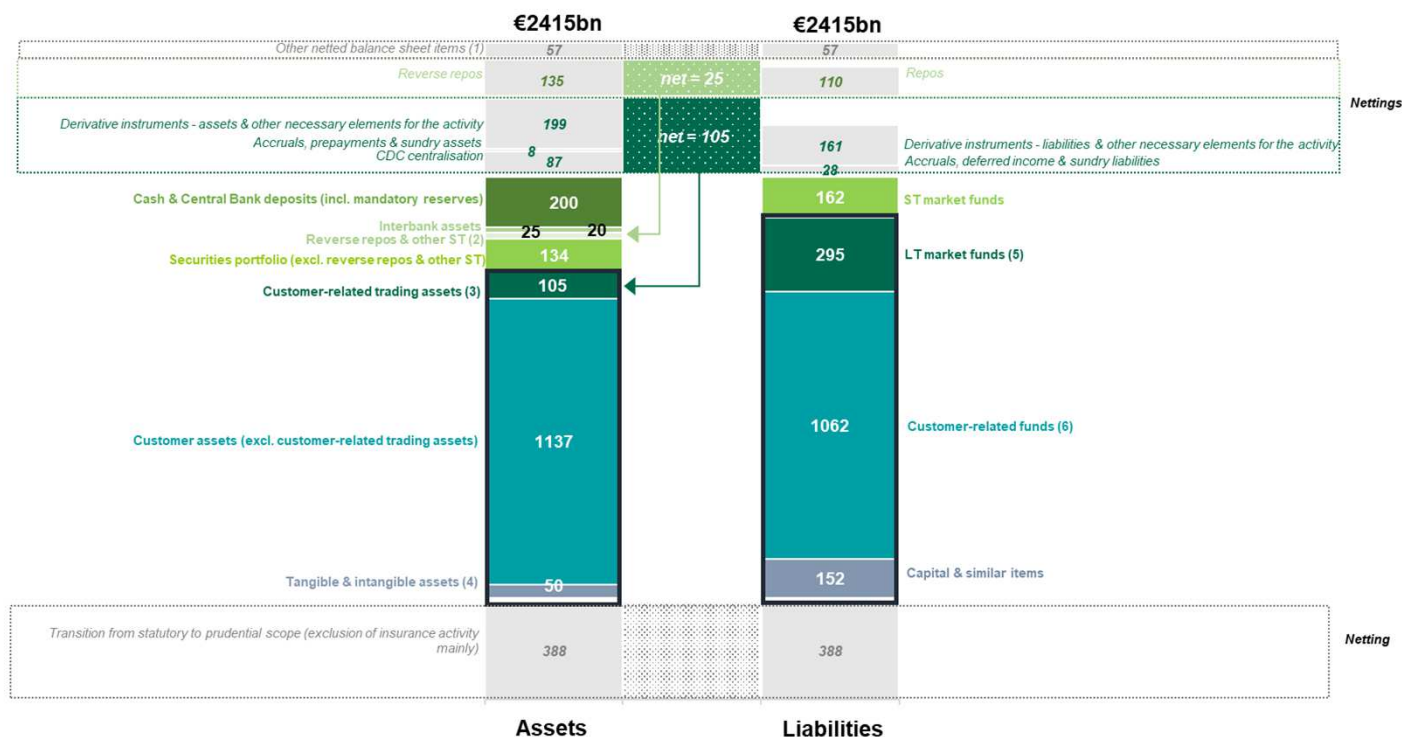 €2415bn
€2415bn
Other netted balance sheet items (1)
57
57
Reverse repos
135
net = 25
110
Repos
Nettings
Derivative instruments - assets & other necessary elements for the activity
199
Accruals, prepayments & sundry assets
8
CDC centralisation
87
net = 105
161
Derivative instruments - liabilities & other necessary elements for the activity
Accruals, deferred income & sundry liabilities
28
Cash & Central Bank deposits (incl. mandatory reserves)
200
162
ST market funds
Interbank assets
25
20
Reverse repos & other ST (2)
Securities portfolio (excl. reverse repos & other ST)
134
295
LT market funds (5)
Customer-related trading assets (3)
105
Customer assets (excl. customer-related trading assets)
1137
1062
Customer-related funds (6)
Tangible & intangible assets (4)
50
152
Capital & similar items
Transition from statutory to prudential scope (exclusion of insurance activity
mainly)
388
388
Netting
Assets
Liabilities